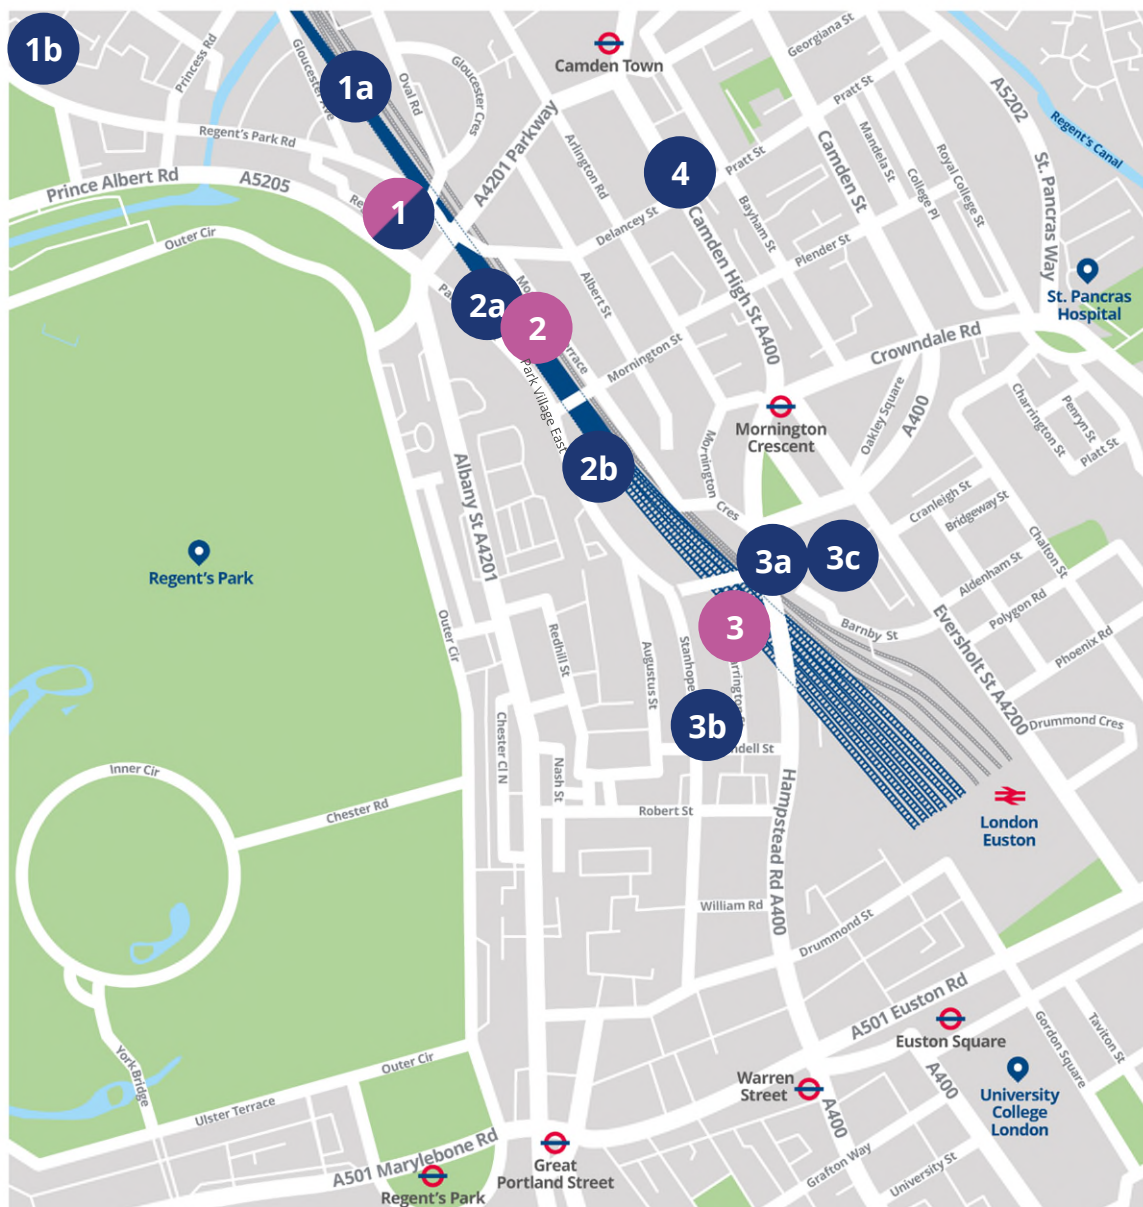 1b
Princess Rd
Gloucester Ave
1a
Oval Rd
Gloucester Cres
Camden Town
Georgiana St
Pratt St
A5202
Regent's Canal
Regent's Park Rd
A4201 Parkway
Arlington Rd
4
Pratt St
Camden St
Mandela St
College Pl
Royal College St
St. Pancras Way
Prince Albert Rd
A5205
Outer Cir
1
Delancey St
Bayham St
Plender St
Camden High St A400
St. Pancras
Hospital
2a
2
Albert St
Mornington St
Crowndale Rd
Park Village East
Mornington
Crescent
Oakley Square
A400
Charrington St
Penryn St
Platt St
2b
Mornington
Cres
Albany St A4201
Cranleigh St
Bridgeway St
Chalton St
Regent's Park
3a
3c
Aldenham St
Polygon Rd
Phoenix Rd
Outer Cir
Redhill St
Augustus St
Stanhope
3
Barnby St
Eversholt St A4200
Drummond Cres
3b
Chester Cl N
Nash St
Inner Cir
Chester Rd
Robert St
Hampstead Rd A400
London
Euston
William Rd
Drummond St
A501 Euston Rd
Euston Square
Gordon Square
Taviton St
York Bridge
Outer Cir
Ulster Terrace
Warren
Street
A400
A400
University
College
London
A501 Marylebone Rd
Regent's Park
Great
Portland Street
Grafton Way
University St